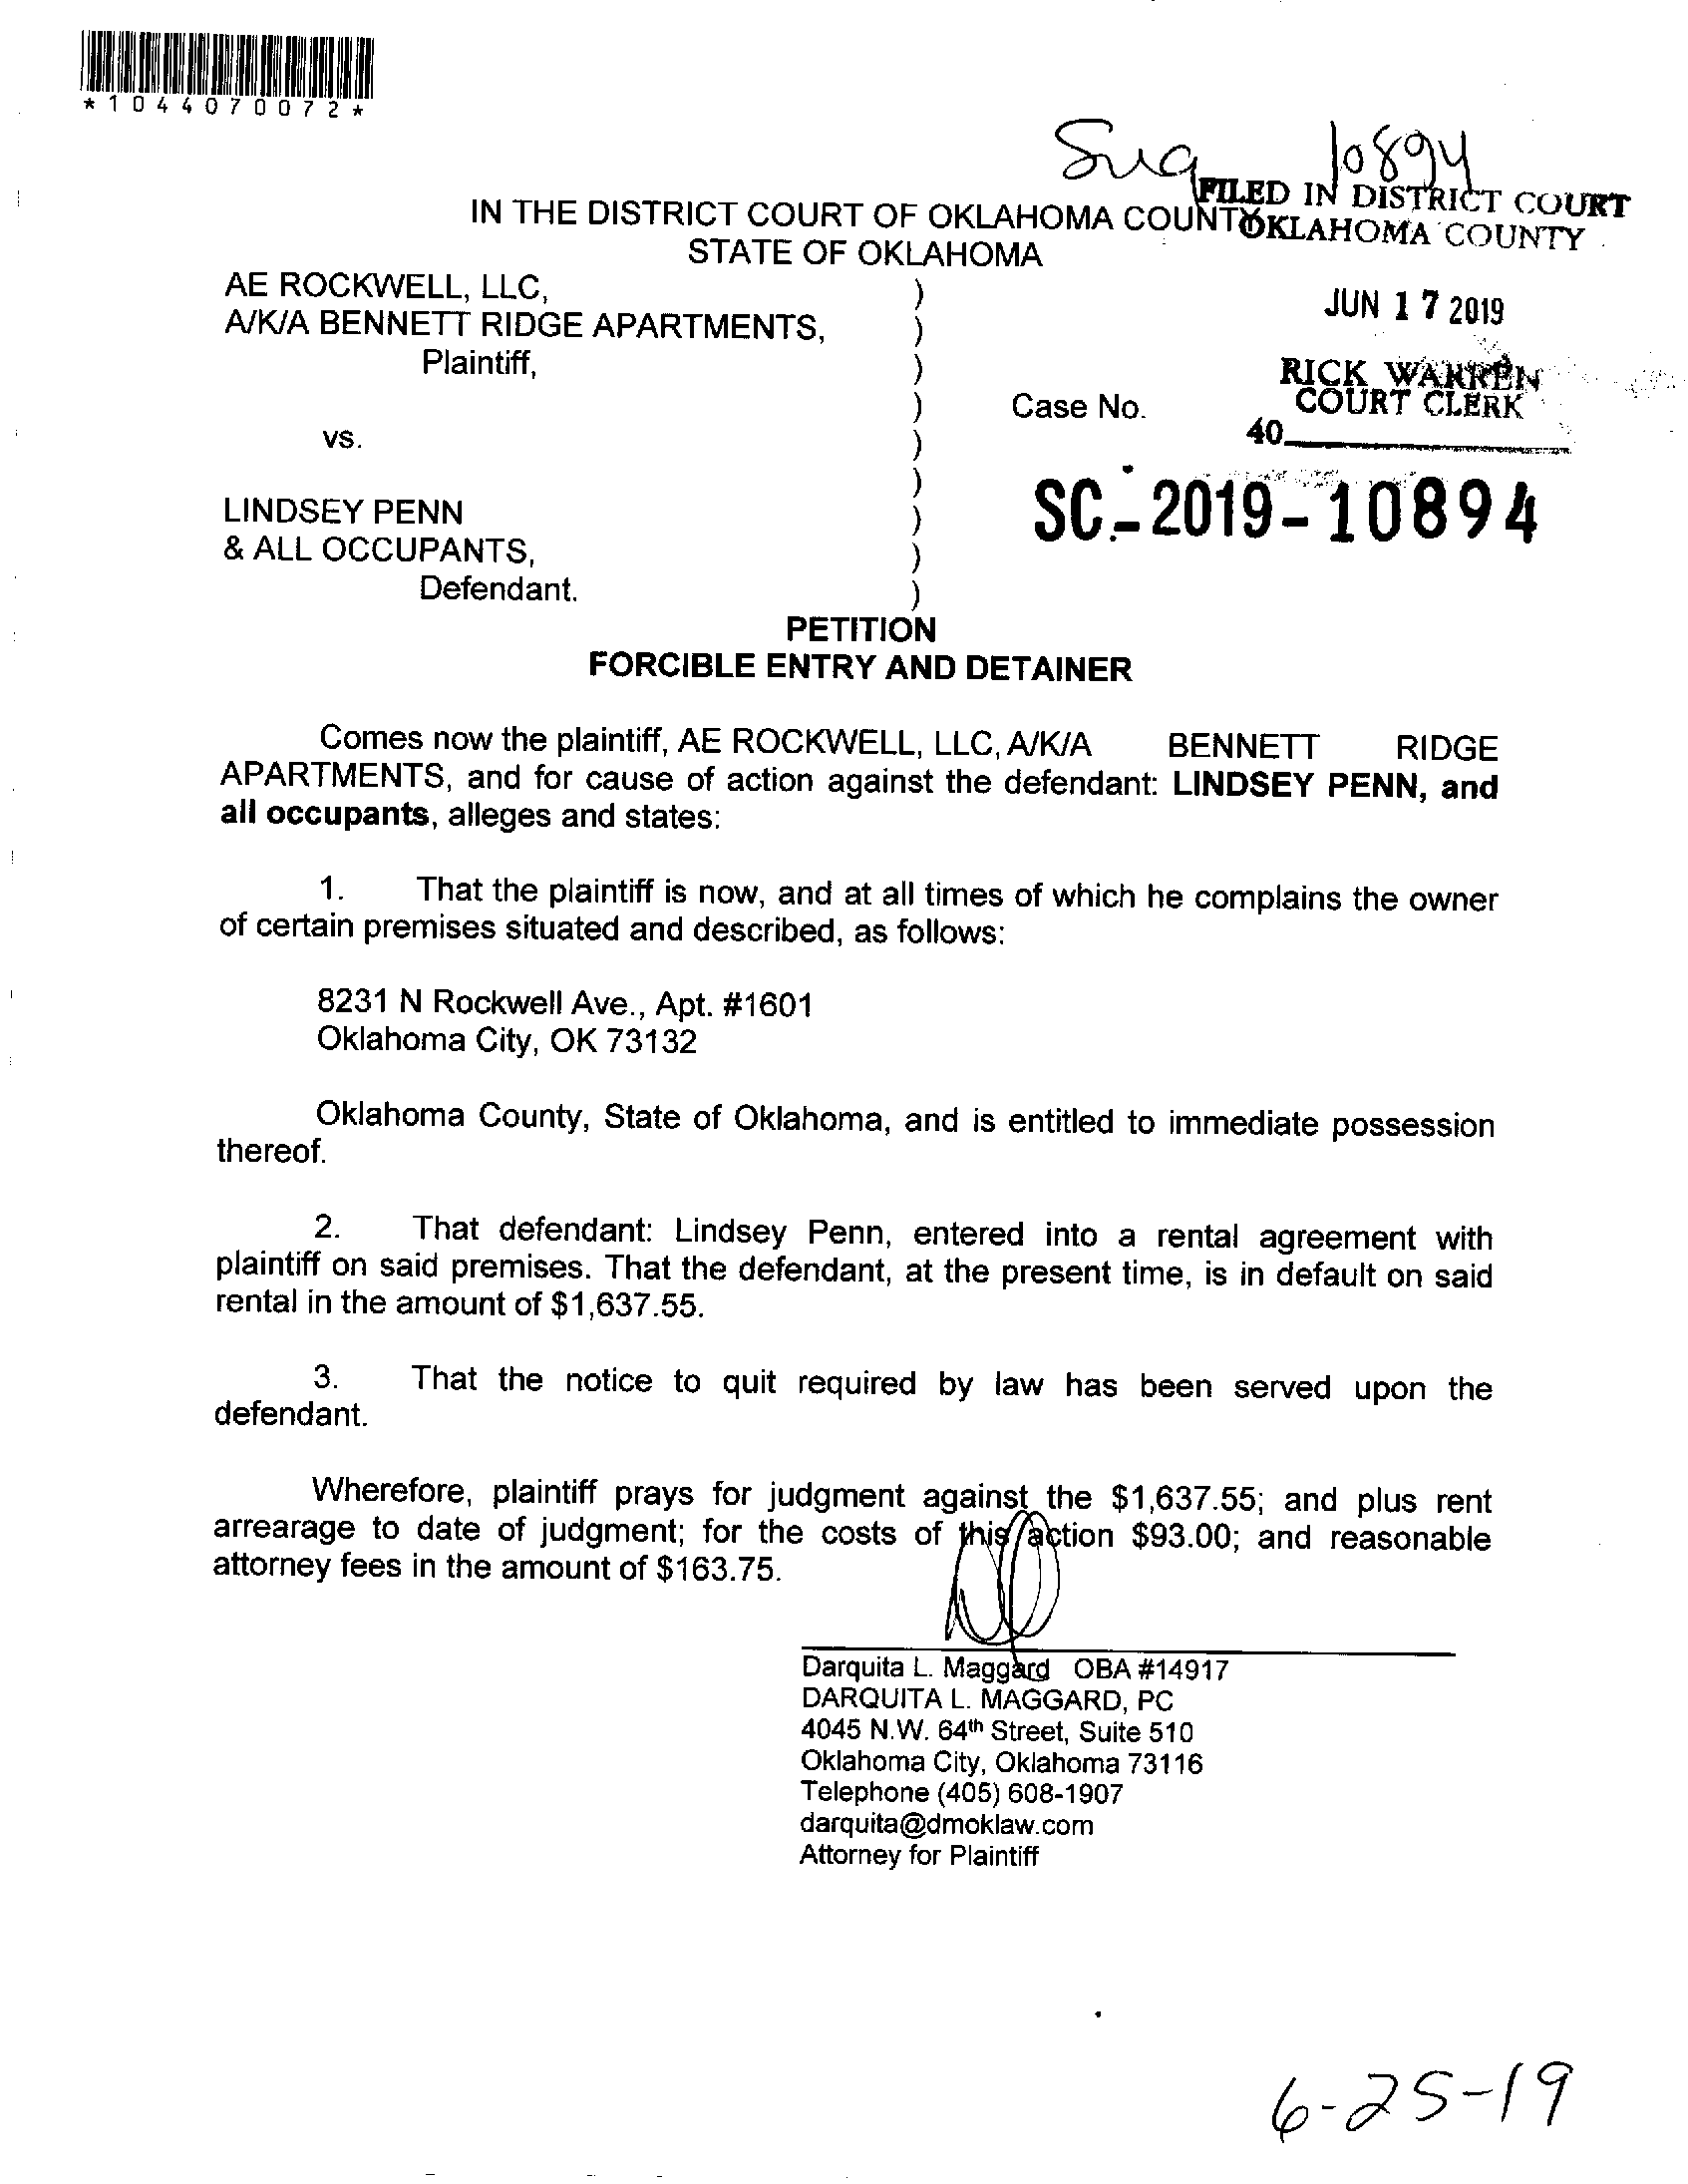 *1044070072*
10894
FILED IN DISTRICT COURT
IN THE DISTRICT COURT OF OKLAHOMA COUNTY
OKLAHOMA COUNTY
STATE OF OKLAHOMA
AE ROCKWELL, LLC, )
JUN 17 2019
A/K/A BENNETT RIDGE APARTMENTS, )
Plaintiff, )
RICK WARREN
COURT CLERK
) Case No.
40
vs. )
)
SC-2019-10894
LINDSEY PENN )
& ALL OCCUPANTS, )
Defendant. )
PETITION
FORCIBLE ENTRY AND DETAINER
Comes now the plaintiff, AE ROCKWELL, LLC, A/K/A BENNETT RIDGE
APARTMENTS, and for cause of action against the defendant: LINDSEY PENN, and
all occupants, alleges and states:
1. That the plaintiff is now, and at all times of which he complains the owner
of certain premises situated and described, as follows:
8231 N Rockwell Ave., Apt. #1601
Oklahoma City, OK 73132
Oklahoma County, State of Oklahoma, and is entitled to immediate possession
thereof.
2. That defendant: Lindsey Penn, entered into a rental agreement with
plaintiff on said premises. That the defendant, at the present time, is in default on said
rental in the amount of $1,637.55.
3. That the notice to quit required by law has been served upon the
defendant.
Wherefore, plaintiff prays for judgment against the $1,637.55; and plus rent
arrearage to date of judgment; for the costs of this action $93.00; and reasonable
attorney fees in the amount of $163.75.
Darquita L. Maggard OBA #14917
DARQUITA L. MAGGARD, PC
4045 N.W. 64th Street, Suite 510
Oklahoma City, Oklahoma 73116
Telephone (405) 608-1907
darquita@dmoklaw.com
Attorney for Plaintiff
6-25-19